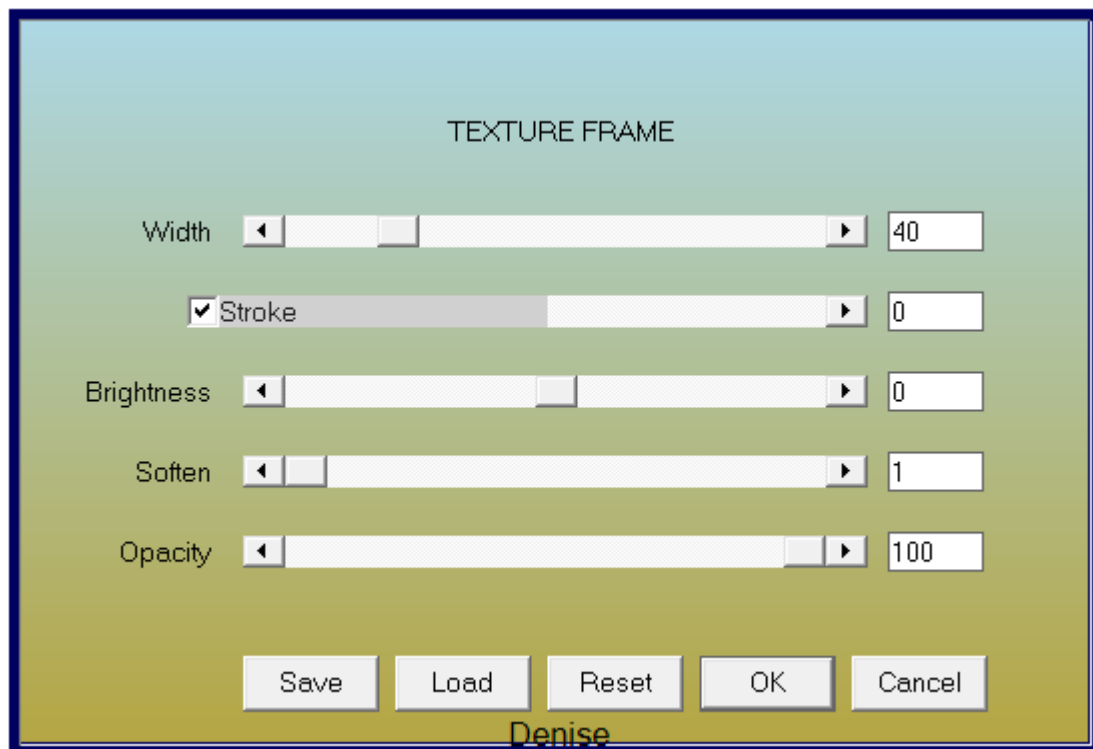 TEXTURE FRAME
Width 40
Stroke 0
Brightness 0
Soften 1
Opacity 100
Save Load Reset OK Cancel
Denise